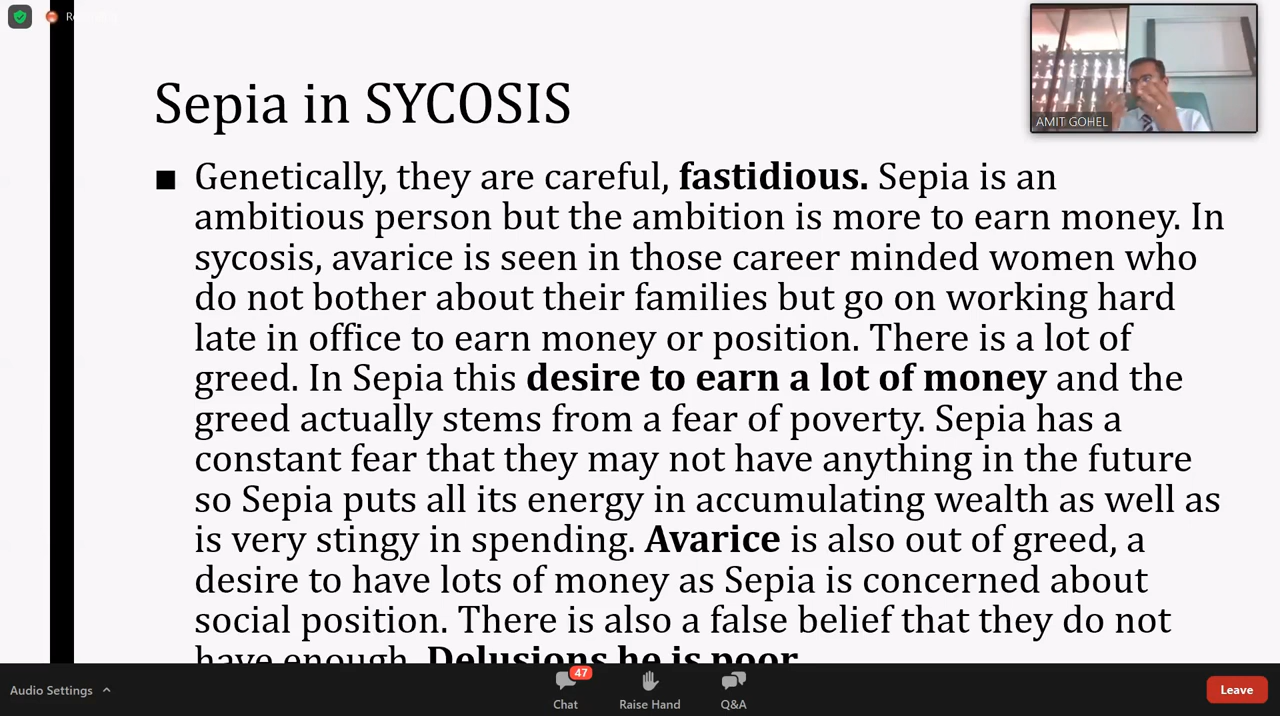 AMIT GOHEL
Sepia in SYCOSIS
Genetically, they are careful, fastidious. Sepia is an
ambitious person but the ambition is more to earn money. In
sycosis, avarice is seen in those career minded women who
do not bother about their families but go on working hard
late in office to earn money or position. There is a lot of
greed. In Sepia this desire to earn a lot of money and the
greed actually stems from a fear of poverty. Sepia has a
constant fear that they may not have anything in the future
so Sepia puts all its energy in accumulating wealth as well as
is very stingy in spending. Avarice is also out of greed, a
desire to have lots of money as Sepia is concerned about
social position. There is also a false belief that they do not
have enough. Delusions he is poor
Audio Settings
47
Chat
Raise Hand
Q&A
Leave